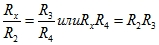 Rₓ/R₂ = R₃/R₄ или RₓR₄ = R₂R₃